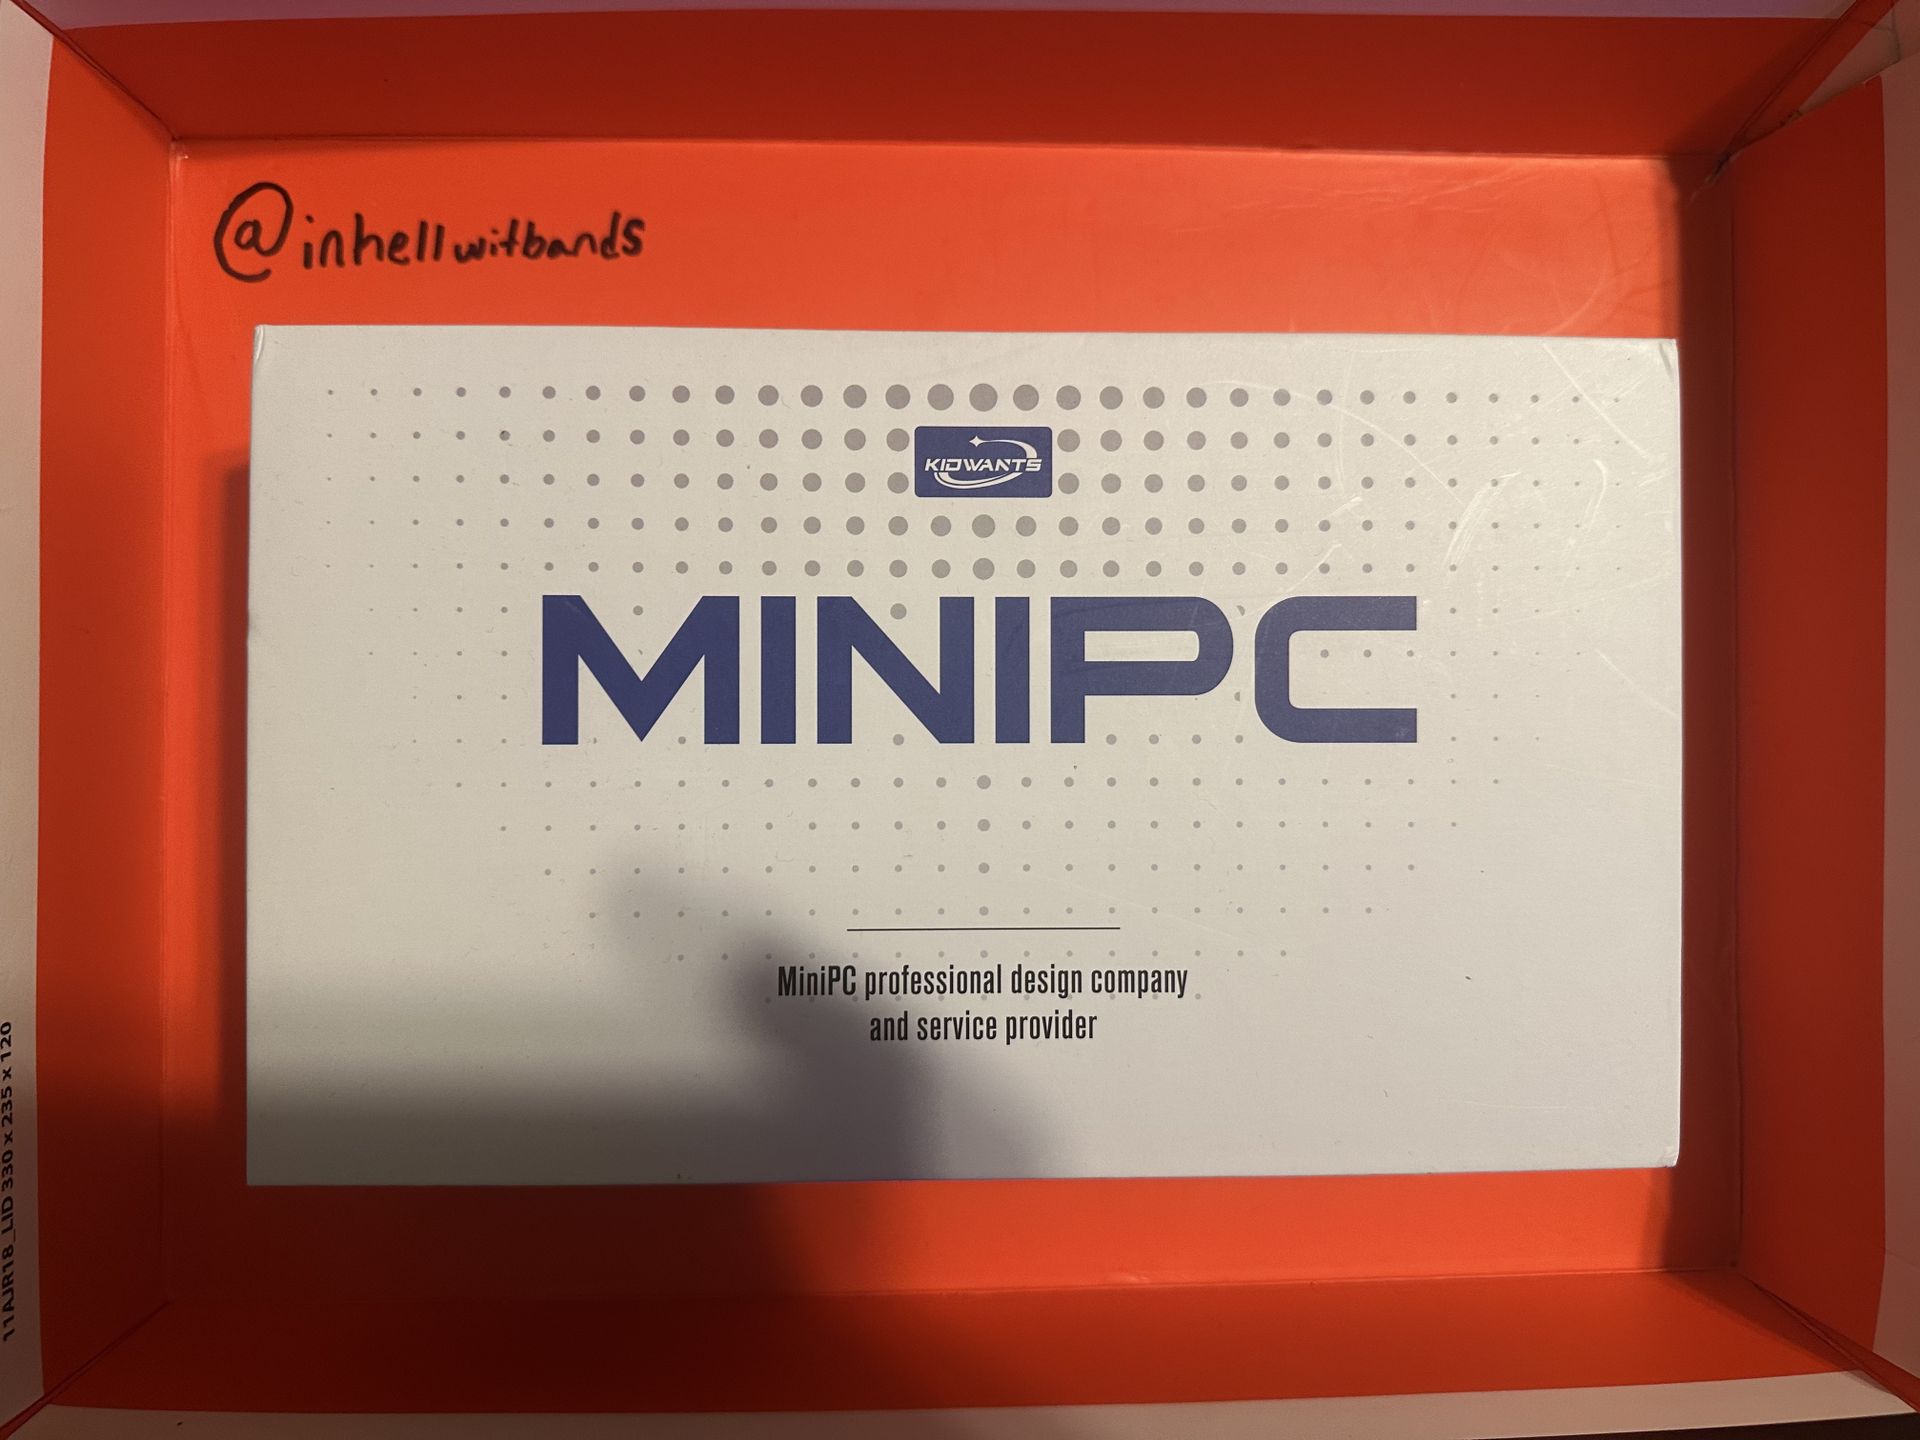 @inhellwitbands
KIDWANTS
MINIPC
MiniPC professional design company
and service provider
11AJR18_LID 330 x 235 x 120